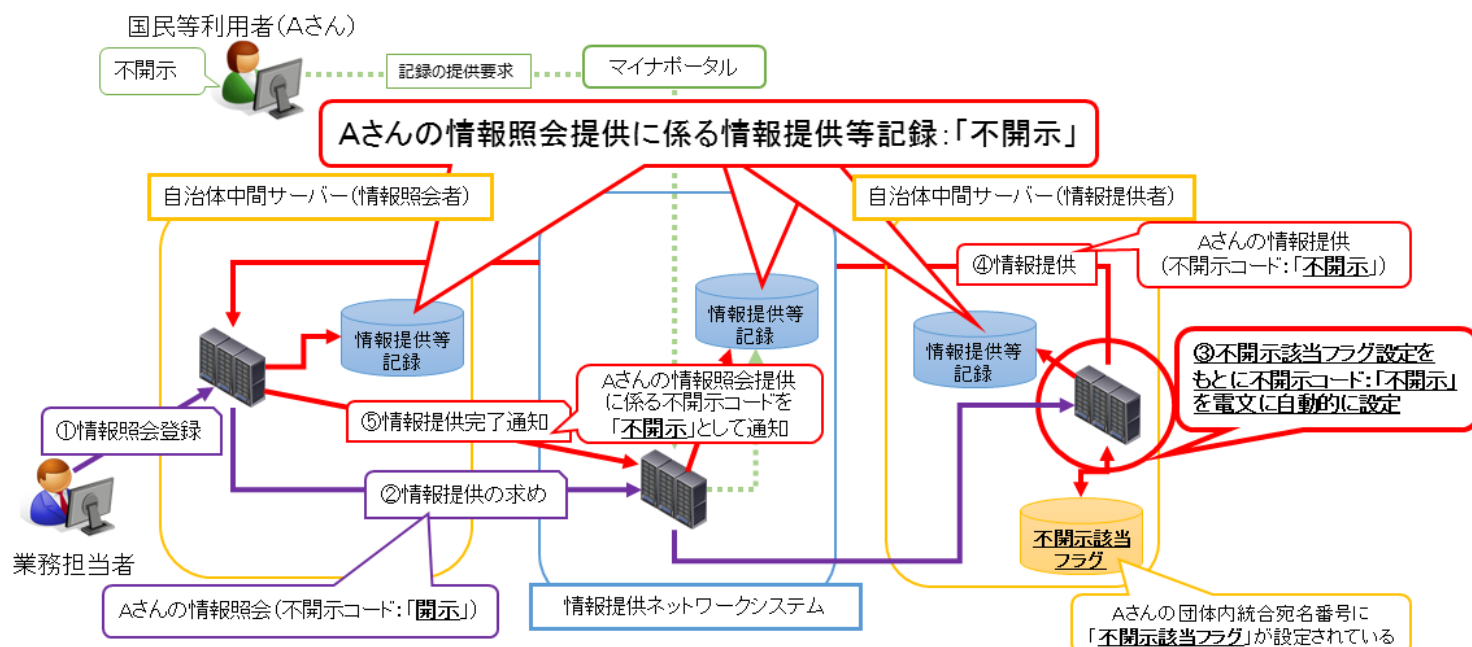 国民等利用者(Aさん)
不開示
記録の提供要求
マイナポータル
Aさんの情報照会提供に係る情報提供等記録:「不開示」
自治体中間サーバー(情報照会者)
自治体中間サーバー(情報提供者)
④情報提供
Aさんの情報提供
(不開示コード:「不開示」)
情報提供等
記録
情報提供等
記録
情報提供等
記録
③不開示該当フラグ設定を
もとに不開示コード:「不開示」
を電文に自動的に設定
Aさんの情報照会提供
に係る不開示コードを
「不開示」として通知
①情報照会登録
⑤情報提供完了通知
②情報提供の求め
業務担当者
不開示該当
フラグ
Aさんの情報照会(不開示コード:「開示」)
情報提供ネットワークシステム
Aさんの団体内統合宛名番号に
「不開示該当フラグ」が設定されている